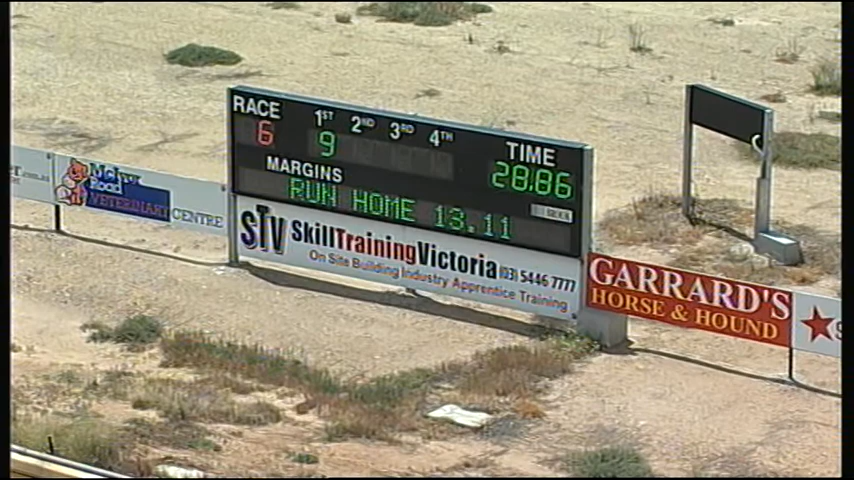 RACE 1ST 2ND 3RD 4TH TIME
6 9 28.86
MARGINS
RUN HOME 13.11
STV SkillTrainingVictoria (03) 5446 7777
On Site Building Industry Apprentice Training
McIvor
Road
VETERINARY CENTRE
GARRARD'S
HORSE & HOUND